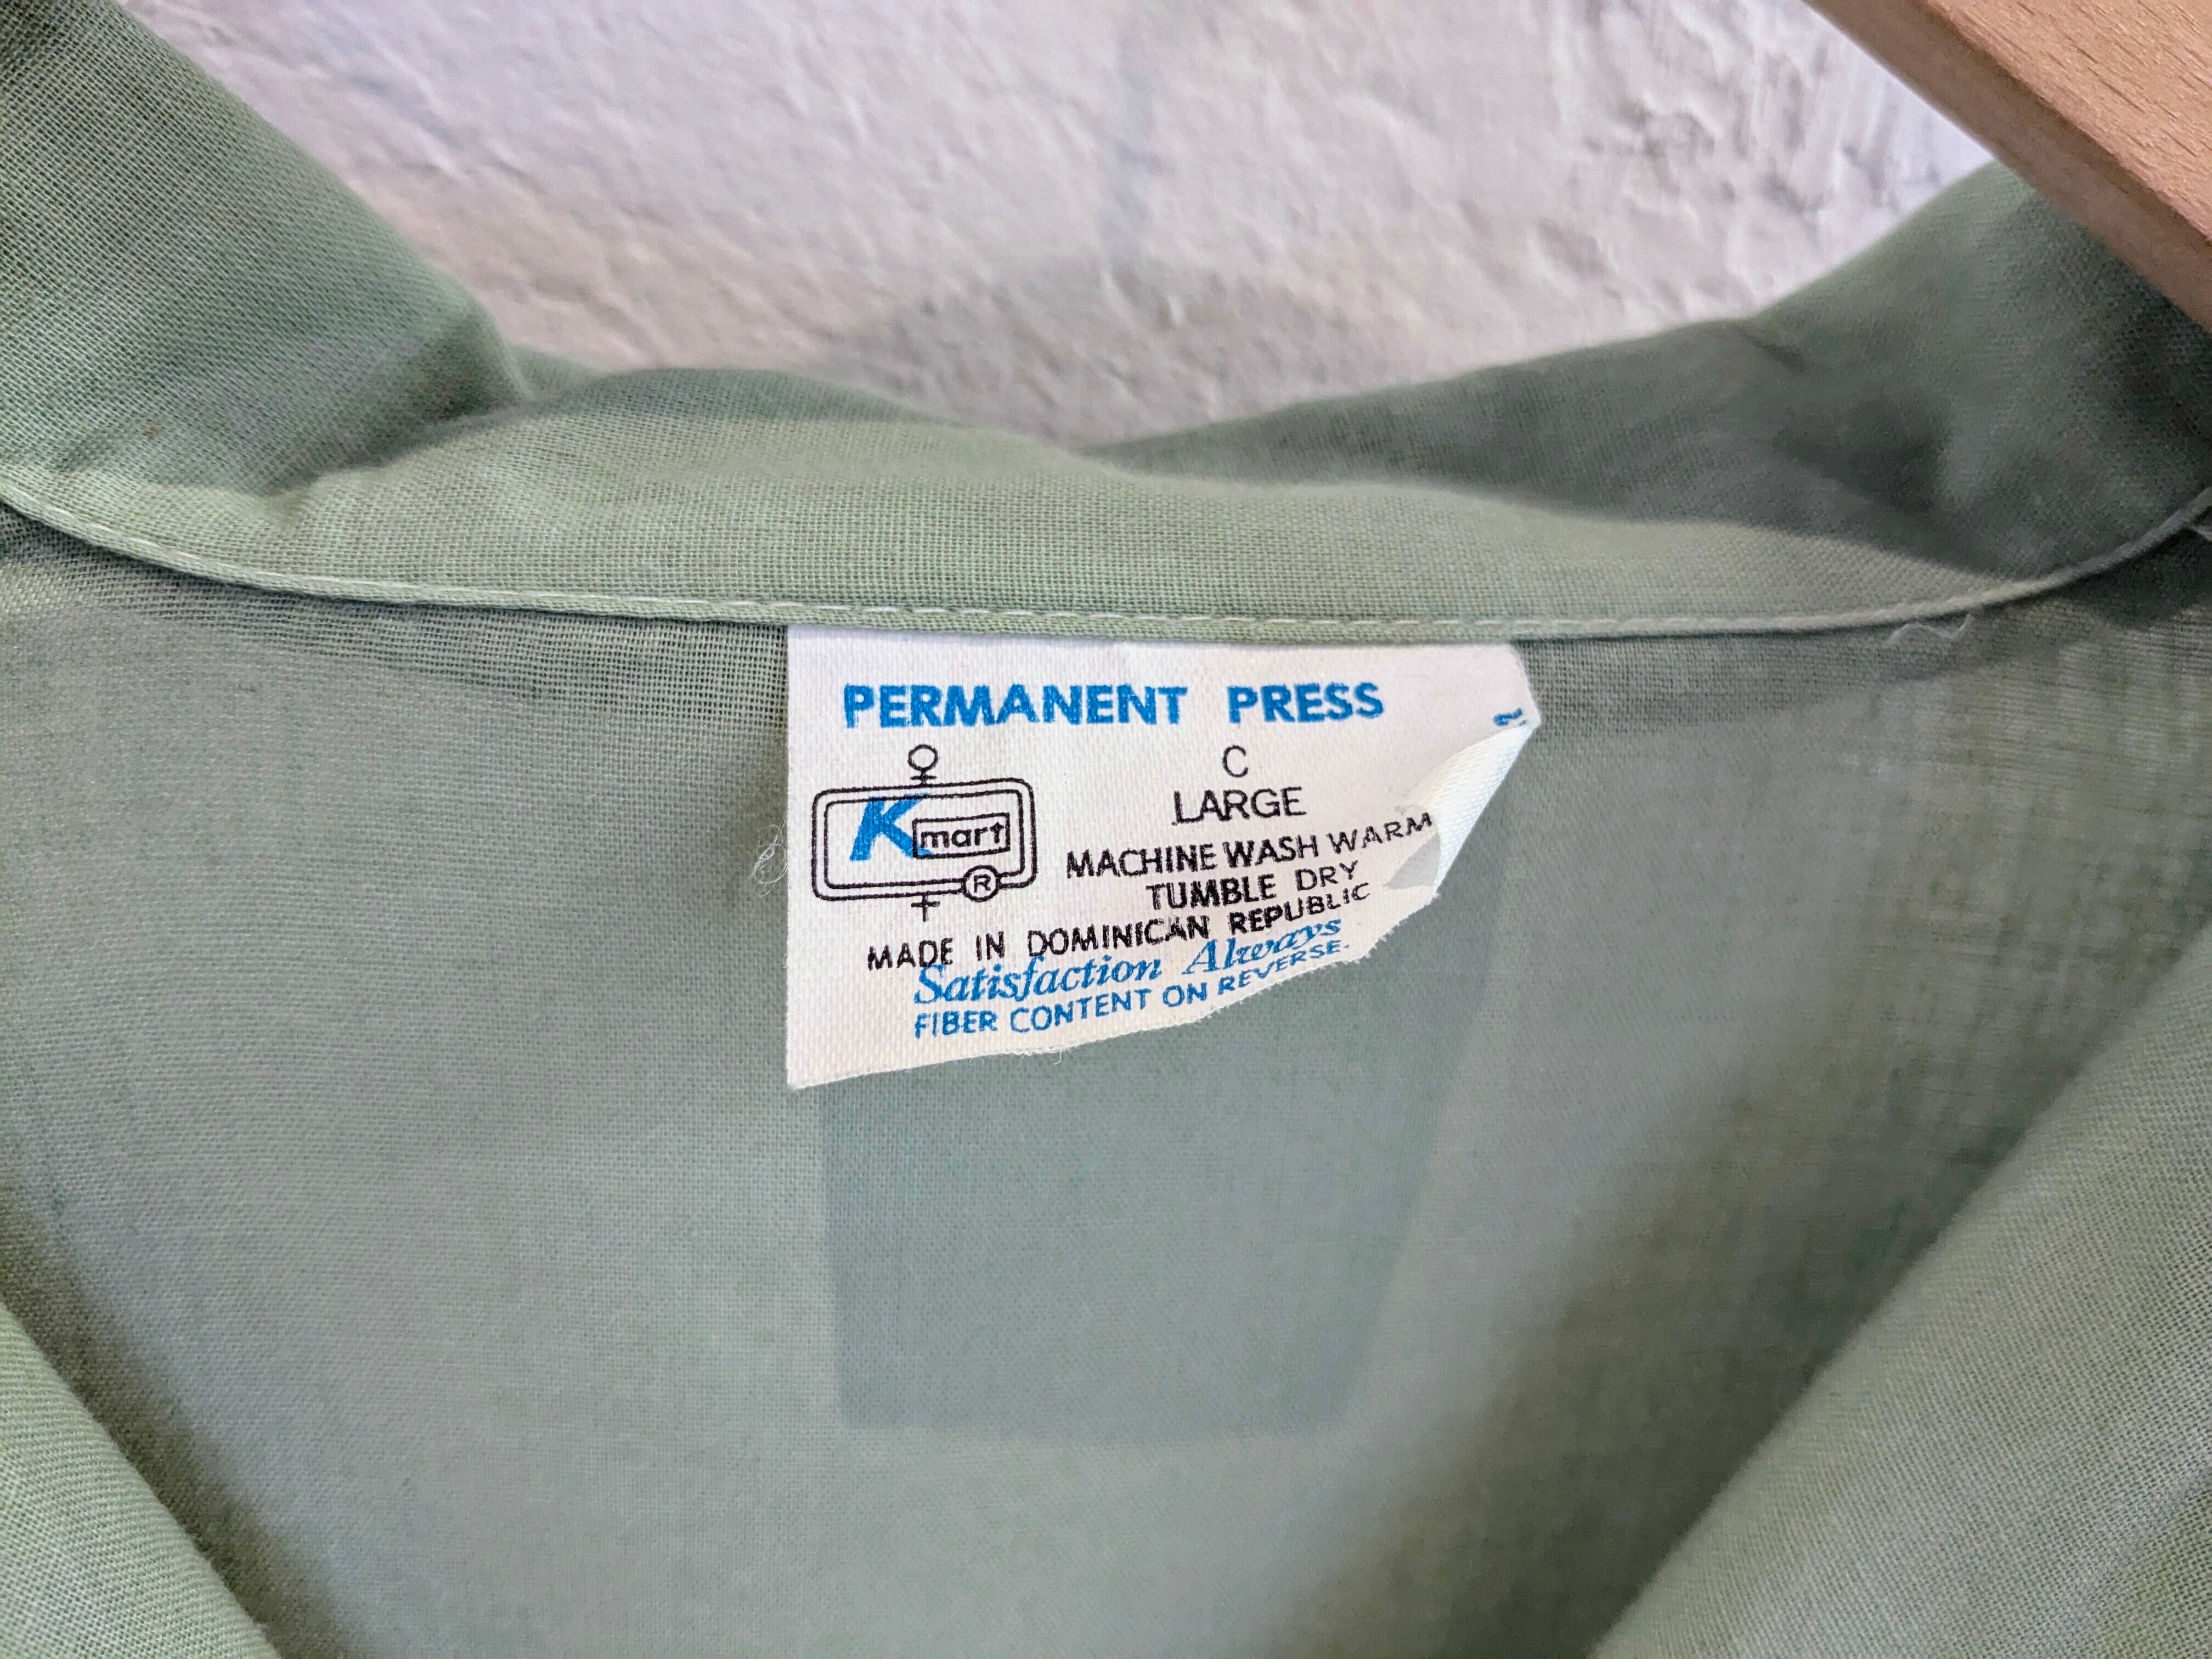 PERMANENT PRESS
C
LARGE
Kmart
®
MACHINE WASH WARM
TUMBLE DRY
MADE IN DOMINICAN REPUBLIC
Satisfaction Always
FIBER CONTENT ON REVERSE.